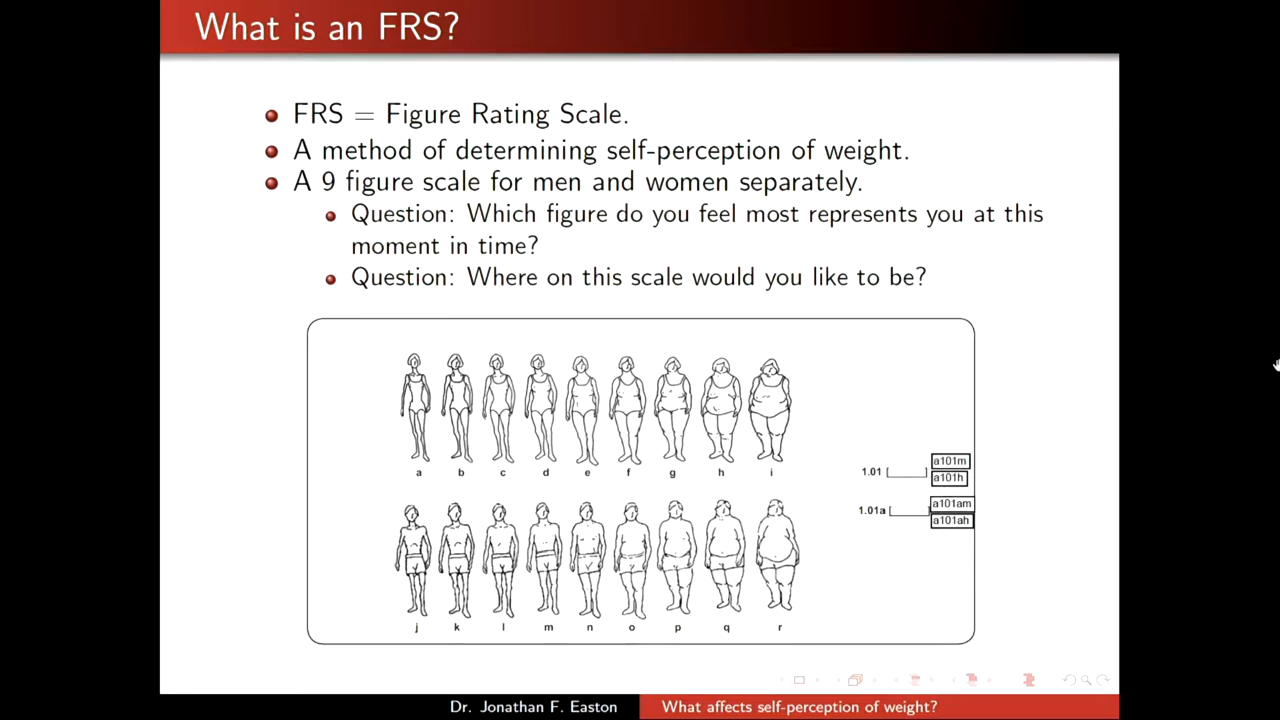 What is an FRS?
FRS = Figure Rating Scale.
A method of determining self-perception of weight.
A 9 figure scale for men and women separately.
Question: Which figure do you feel most represents you at this
moment in time?
Question: Where on this scale would you like to be?
a b c d e f g h i
1.01 [ ] a101m
a101h
1.01a [ ] a101am
a101ah
j k l m n o p q r
Dr. Jonathan F. Easton What affects self-perception of weight?